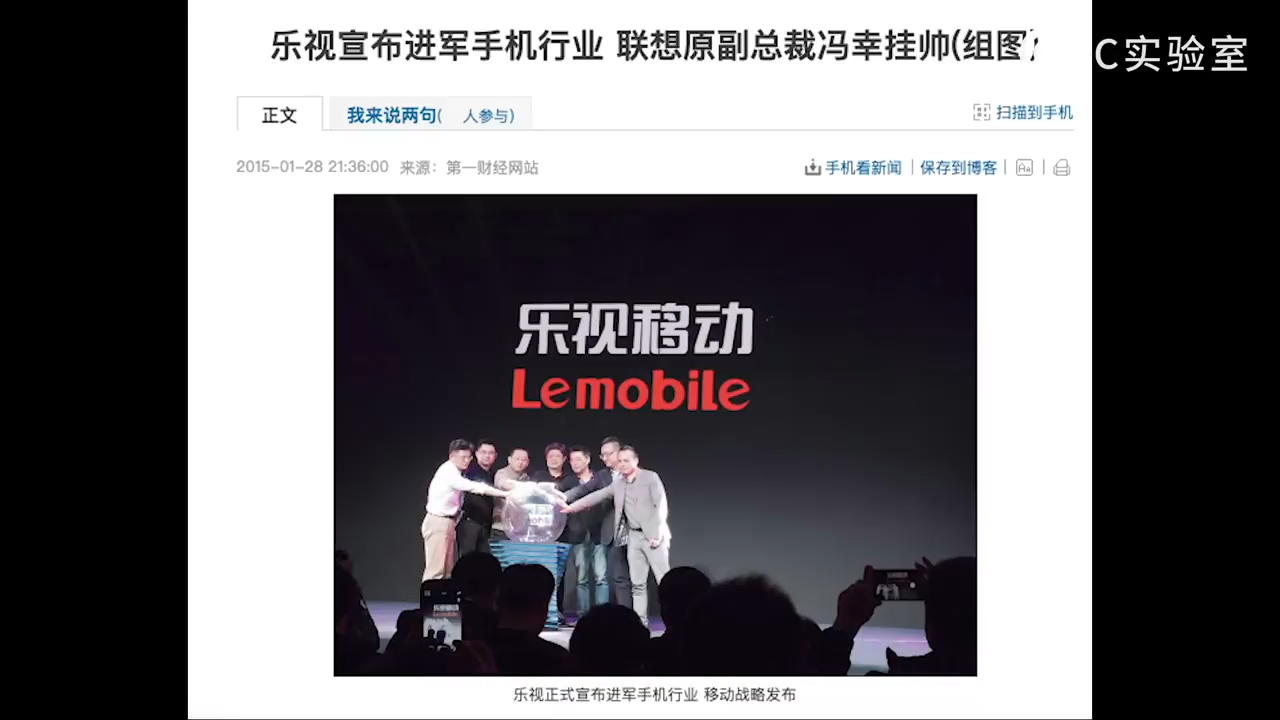 乐视宣布进军手机行业 联想原副总裁冯幸挂帅(组图)
C实验室
正文
我来说两句( 人参与)
扫描到手机
2015-01-28 21:36:00 来源：第一财经网站
手机看新闻 | 保存到博客 |
乐视移动
Lemobile
乐视正式宣布进军手机行业 移动战略发布